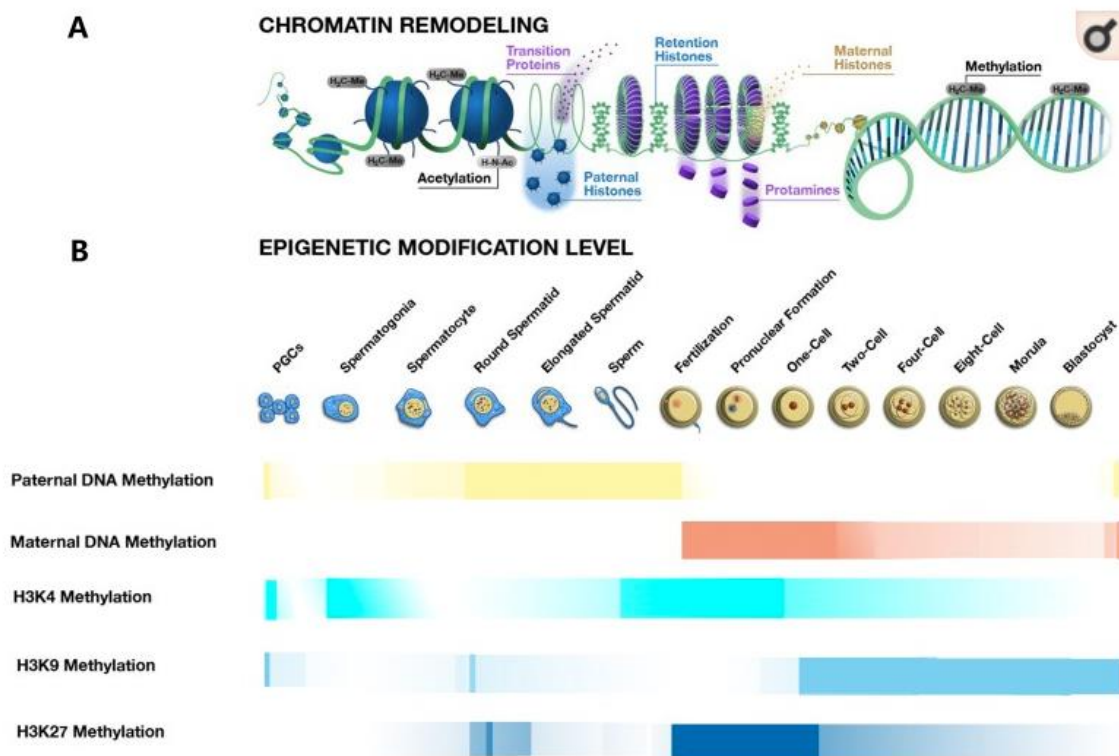 A
CHROMATIN REMODELING
Transition
Proteins
Retention
Histones
Maternal
Histones
Methylation
H₃C-Me
H₃C-Me
H₃C-Me
H₃C-Me
H₃C-Me
Acetylation
H-N-Ac
Paternal
Histones
Protamines
B
EPIGENETIC MODIFICATION LEVEL
PGCs
Spermatogonia
Spermatocyte
Round Spermatid
Elongated Spermatid
Sperm
Fertilization
Pronuclear Formation
One-Cell
Two-Cell
Four-Cell
Eight-Cell
Morula
Blastocyst
Paternal DNA Methylation
Maternal DNA Methylation
H3K4 Methylation
H3K9 Methylation
H3K27 Methylation